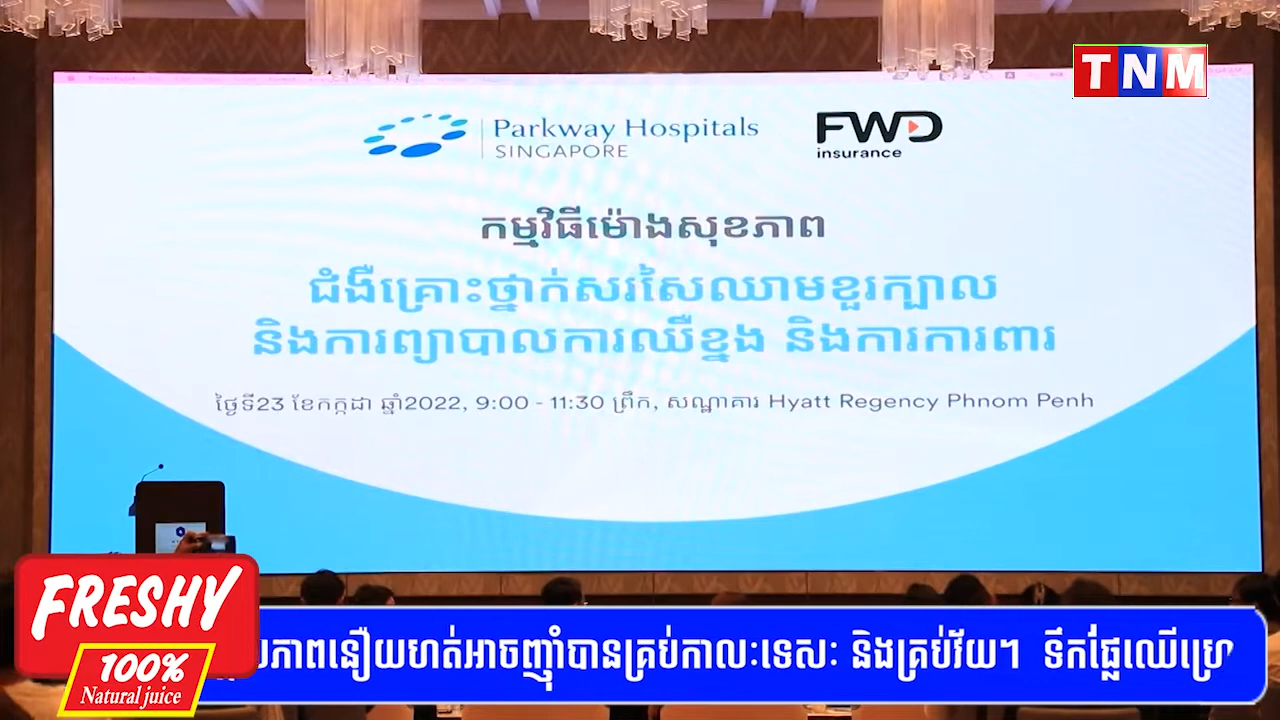 TNM
Parkway Hospitals
SINGAPORE
FWD
insurance
កម្មវិធីម៉ោងសុខភាព
ជំងឺគ្រោះថ្នាក់សរសៃឈាមខួរក្បាល
និងការព្យាបាលការឈឺខ្នង និងការការពារ
ថ្ងៃទី23 ខែកក្កដា ឆ្នាំ2022, 9:00 - 11:30 ព្រឹក, សណ្ឋាគារ Hyatt Regency Phnom Penh
FRESHY
100%
Natural juice
ភាពនឿយហត់អាចញ៉ាំបានគ្រប់កាលៈទេសៈ និងគ្រប់វ័យ។ ទឹកផ្លែឈើ